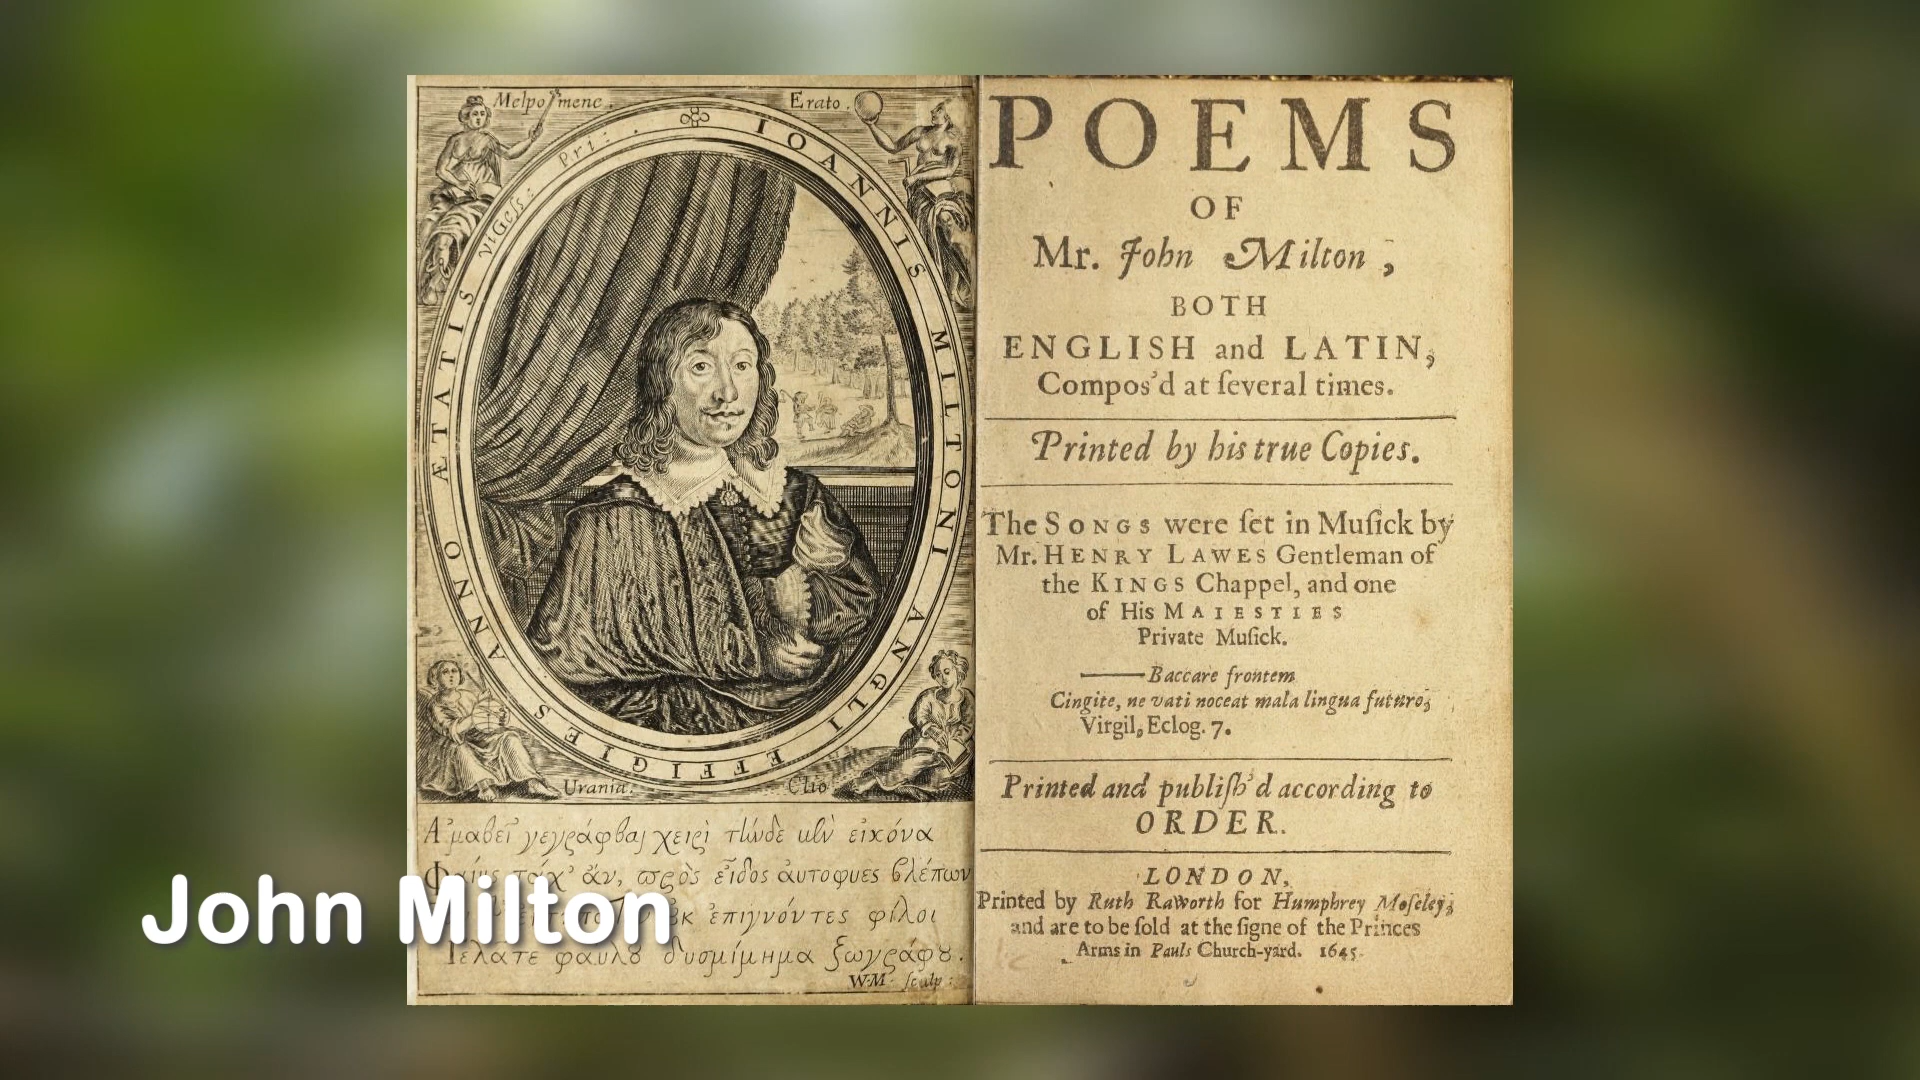 Melpomene.
Erato.
IOANNIS MILTONI ANGLI EFFIGIES ANNO ÆTATIS viGeſs: Pri:
Urania.
Clio
Ἀμαθεῖ γεγράφθαι χειρὶ τήνδε μὲν εἰκόνα
τάχ' ἄν, πρὸς εἶδος αὐτοφυὲς βλέπων
ἐπιγνόντες φίλοι
Γελᾶτε φαύλου δυσμίμημα ζωγράφου.
W·M· ſculp:
POEMS
OF
Mr. John Milton,
BOTH
ENGLISH and LATIN,
Compos'd at ſeveral times.
Printed by his true Copies.
The SONGS were ſet in Muſick by
Mr. HENRY LAWES Gentleman of
the KINGS Chappel, and one
of His MAIESTIES
Private Muſick.
——Baccare frontem
Cingite, ne vati noceat mala lingua futuro;
Virgil, Eclog. 7.
Printed and publiſh'd according to
ORDER.
LONDON,
Printed by Ruth Raworth for Humphrey Moſeley;
and are to be ſold at the ſigne of the Princes
Arms in Pauls Church-yard. 1645.
John Milton